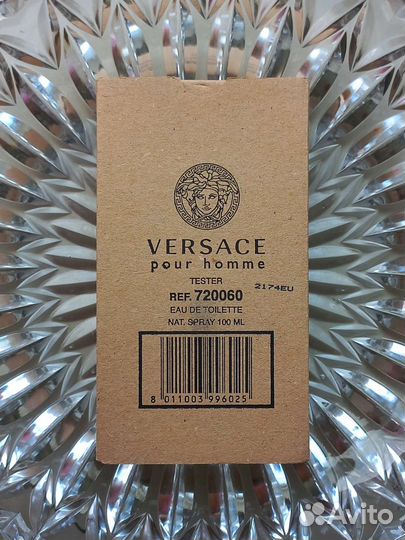 VERSACE
pour homme
TESTER
REF. 720060
2174EU
EAU DE TOILETTE
NAT. SPRAY 100 ML
8 011003 996025
Avito